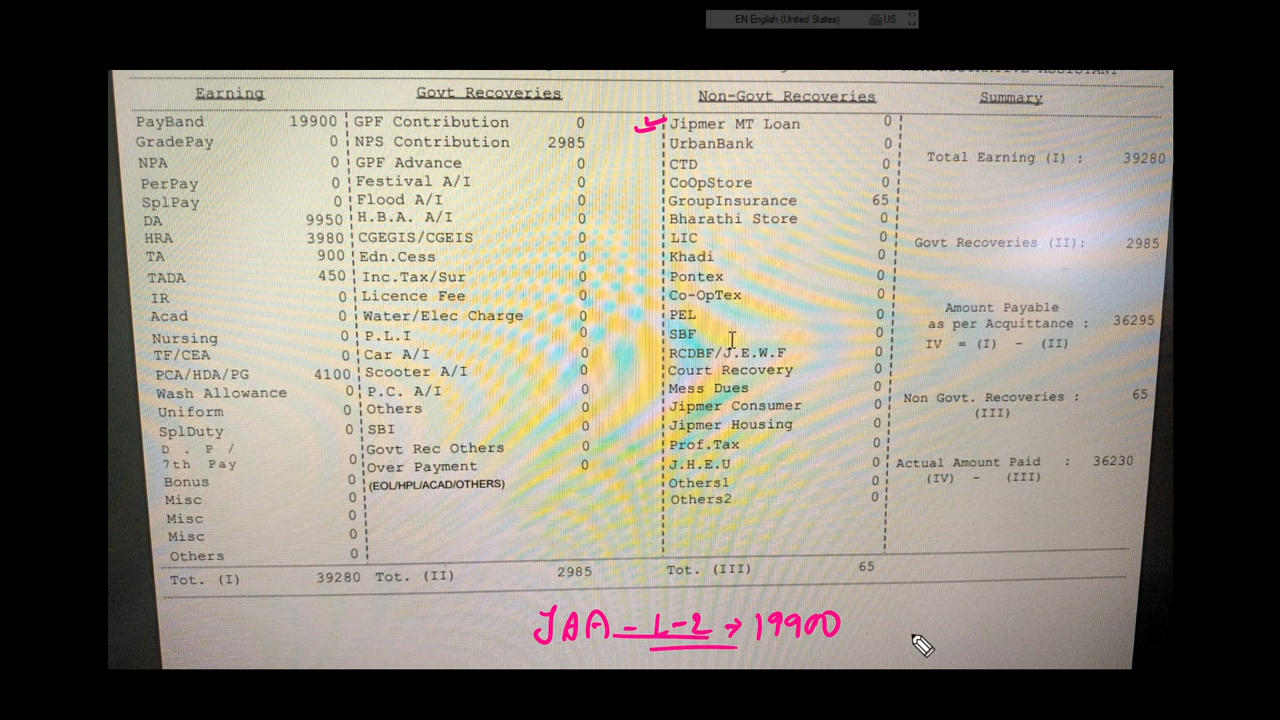 EN English (United States) US
Earning Govt Recoveries Non-Govt Recoveries Summary
PayBand 19900 GPF Contribution 0 Jipmer MT Loan 0
GradePay 0 NPS Contribution 2985 UrbanBank 0
NPA 0 GPF Advance 0 CTD 0 Total Earning (I) : 39280
PerPay 0 Festival A/I 0 CoOpStore 0
SplPay 0 Flood A/I 0 GroupInsurance 65
DA 9950 H.B.A. A/I 0 Bharathi Store 0
HRA 3980 CGEGIS/CGEIS 0 LIC 0 Govt Recoveries (II): 2985
TA 900 Edn.Cess 0 Khadi 0
TADA 450 Inc.Tax/Sur 0 Pontex 0
IR 0 Licence Fee 0 Co-OpTex 0
Acad 0 Water/Elec Charge 0 PEL 0 Amount Payable
as per Acquittance : 36295
Nursing 0 P.L.I 0 SBF 0 IV = (I) - (II)
TF/CEA 0 Car A/I 0 RCDBF/J.E.W.F 0
PCA/HDA/PG 4100 Scooter A/I 0 Court Recovery 0
Wash Allowance 0 P.C. A/I 0 Mess Dues 0 Non Govt. Recoveries : 65
Uniform 0 Others 0 Jipmer Consumer 0 (III)
SplDuty 0 SBI 0 Jipmer Housing 0
D . P / Govt Rec Others 0 Prof.Tax 0
7th Pay 0 Over Payment 0 J.H.E.U 0 Actual Amount Paid : 36230
Bonus 0 (EOL/HPL/ACAD/OTHERS) Others1 0 (IV) - (III)
Misc 0 Others2 0
Misc 0
Misc 0
Others 0
Tot. (I) 39280 Tot. (II) 2985 Tot. (III) 65
JAA - L-2 → 19900